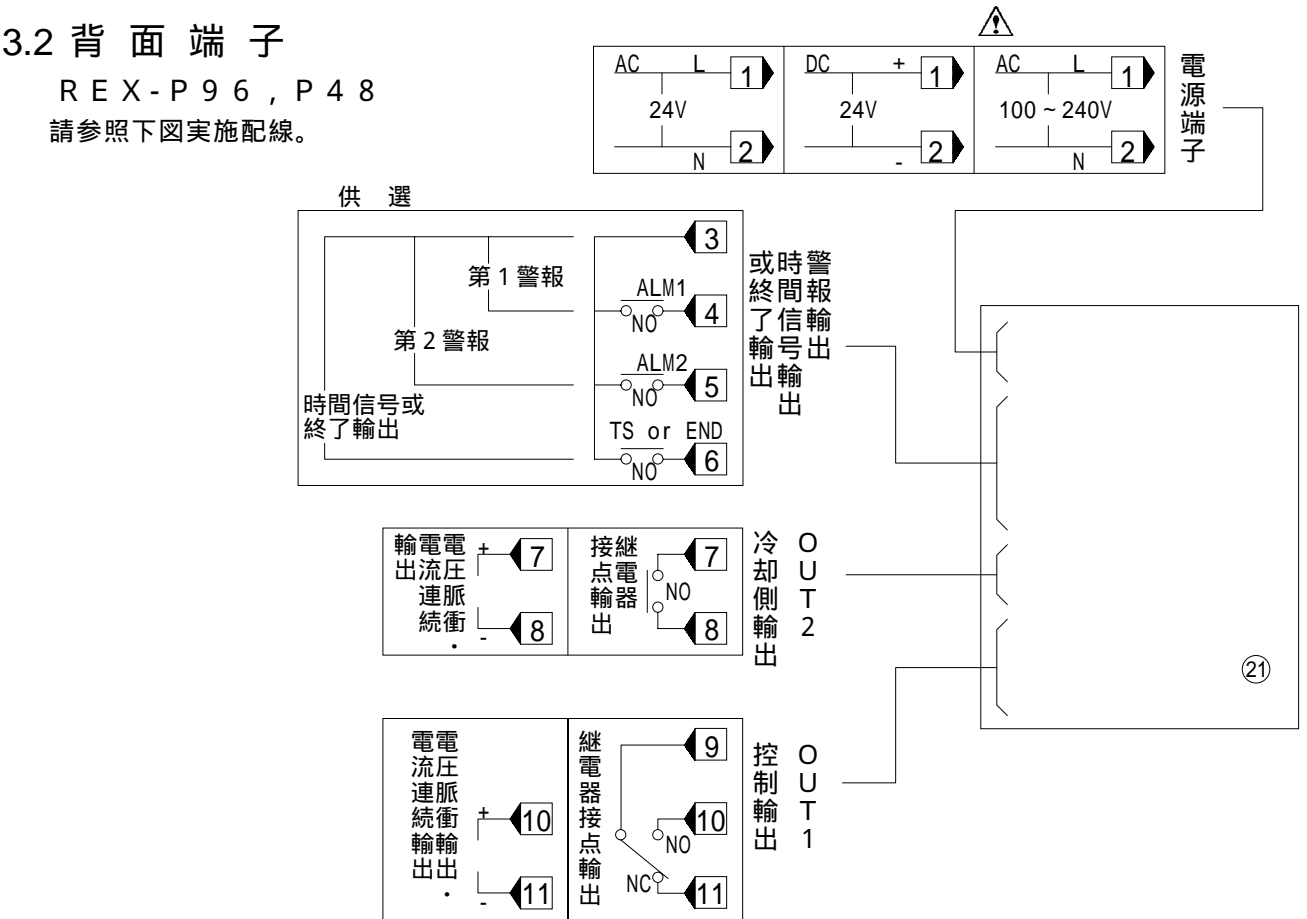 3.2 背面端子
REX-P96,P48
請参照下図実施配線。
AC L 1
24V
N 2
DC + 1
24V
- 2
AC L 1
100~240V
N 2
電源端子
供選
3
第1警報
ALM1
NO
4
第2警報
ALM2
NO
5
時間信号或
終了輸出
TS or END
NO
6
警報輸出
時間信号輸出
或終了輸出
電圧脈衝・
電流連続
輸出
+ 7
- 8
継電器
接点輸出
7
NO
8
OUT2
冷却側輸出
電圧脈衝輸出・
電流連続輸出
+ 10
- 11
継電器接点輸出
9
10
NO
NC
11
OUT1
控制輸出
21